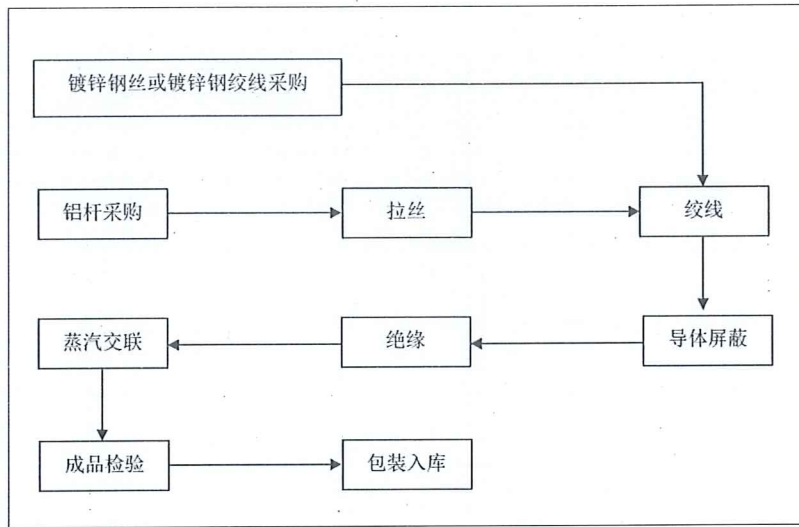 镀锌钢丝或镀锌钢绞线采购
铝杆采购
拉丝
绞线
蒸汽交联
绝缘
导体屏蔽
成品检验
包装入库